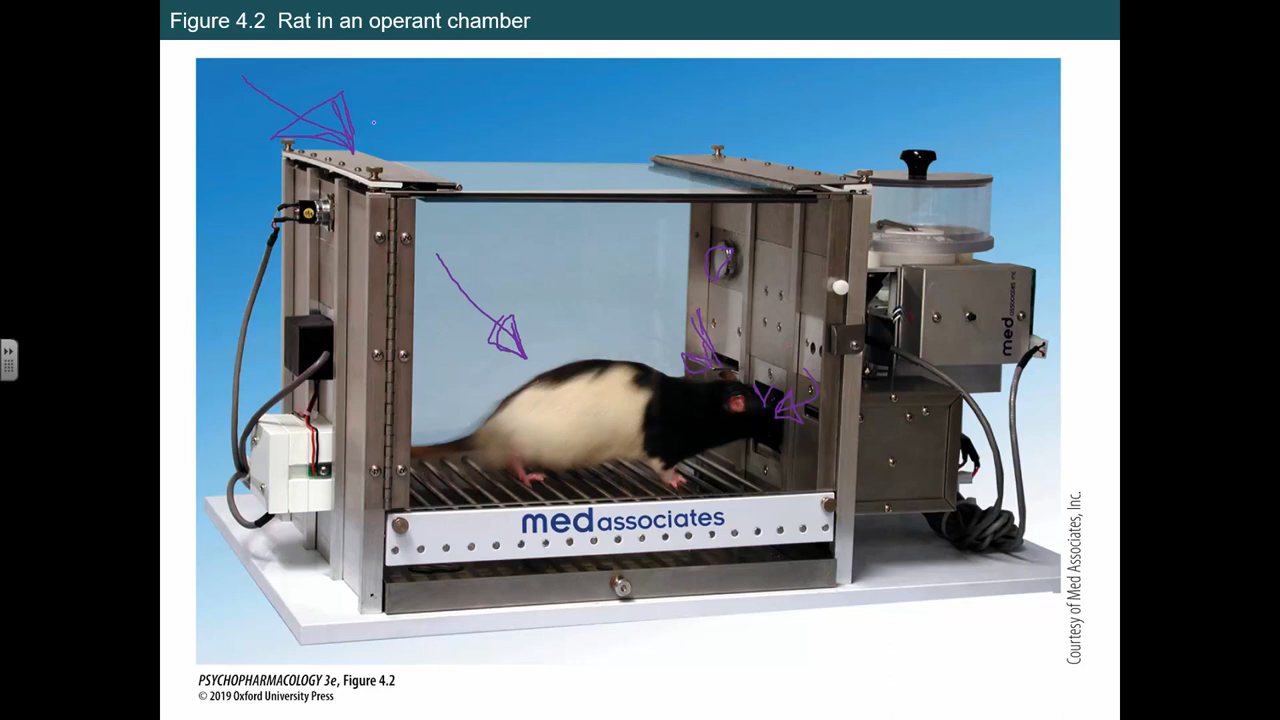 Figure 4.2 Rat in an operant chamber
med associates inc.
med associates
Courtesy of Med Associates, Inc.
PSYCHOPHARMACOLOGY 3e, Figure 4.2
© 2019 Oxford University Press